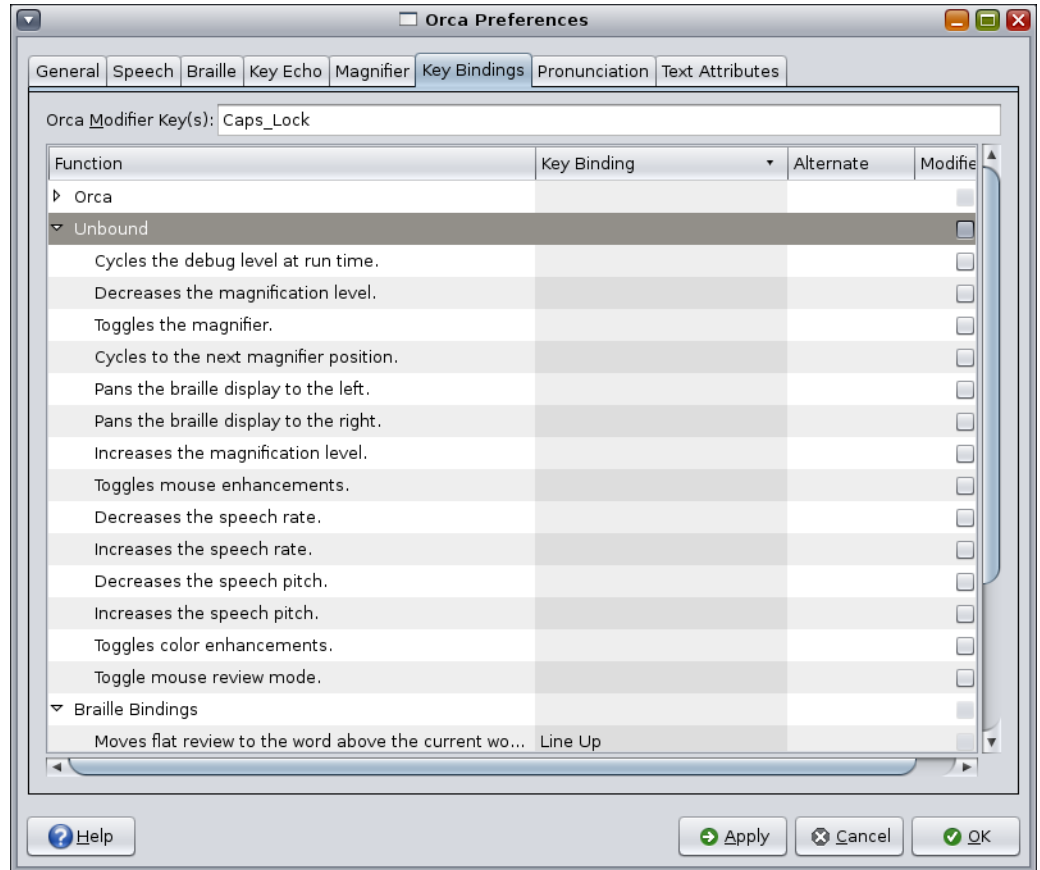 Orca Preferences
General Speech Braille Key Echo Magnifier Key Bindings Pronunciation Text Attributes
Orca Modifier Key(s): Caps_Lock
Function Key Binding Alternate Modifie
Orca
Unbound
Cycles the debug level at run time.
Decreases the magnification level.
Toggles the magnifier.
Cycles to the next magnifier position.
Pans the braille display to the left.
Pans the braille display to the right.
Increases the magnification level.
Toggles mouse enhancements.
Decreases the speech rate.
Increases the speech rate.
Decreases the speech pitch.
Increases the speech pitch.
Toggles color enhancements.
Toggle mouse review mode.
Braille Bindings
Moves flat review to the word above the current wo... Line Up
Help Apply Cancel OK